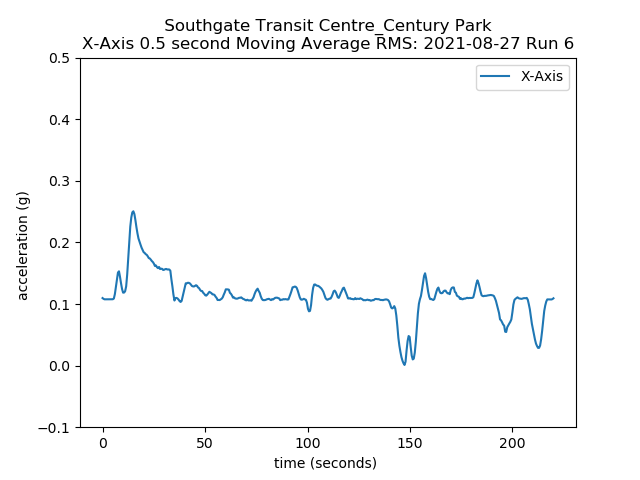 Southgate Transit Centre_Century Park
X-Axis 0.5 second Moving Average RMS: 2021-08-27 Run 6
X-Axis
0.5
0.4
0.3
0.2
0.1
0.0
−0.1
acceleration (g)
0 50 100 150 200
time (seconds)